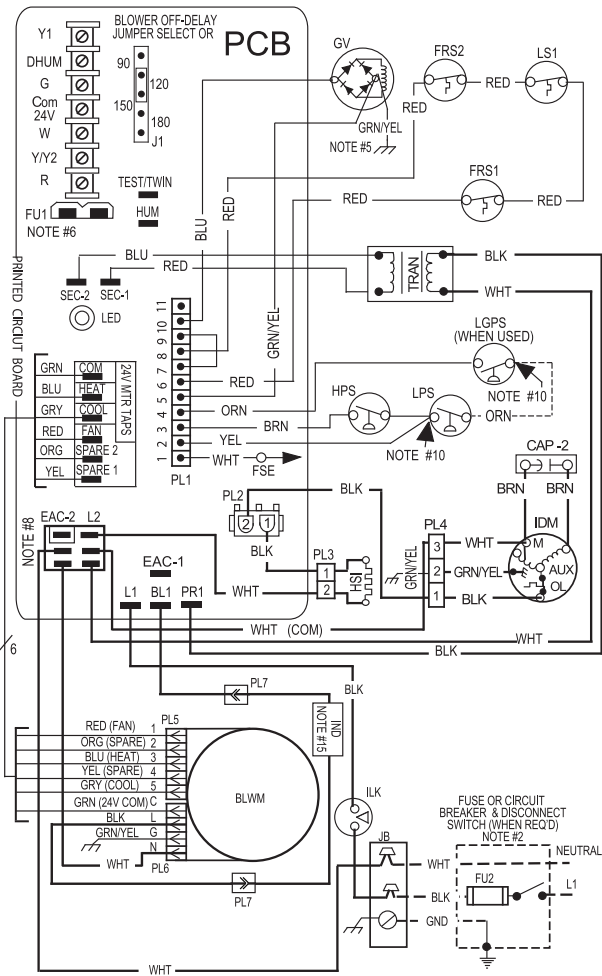 BLOWER OFF-DELAY
JUMPER SELECT OR
PCB
Y1
DHUM
G
Com
24V
W
Y/Y2
R
90
120
150
180
J1
FU1
NOTE #6
TEST/TWIN
HUM
GV
GRN/YEL
NOTE #5
FRS2
RED
LS1
RED
FRS1
RED
RED
BLU
RED
GRN/YEL
BLU
RED
SEC-2
SEC-1
LED
PRINTED CIRCIUT BOARD
TRAN
BLK
WHT
11
10
9
8
7
6
5
4
3
2
1
PL1
RED
ORN
BRN
YEL
WHT
FSE
LGPS
(WHEN USED)
NOTE #10
HPS
LPS
ORN
NOTE #10
GRN
COM
BLU
HEAT
GRY
COOL
RED
FAN
ORG
SPARE 2
YEL
SPARE 1
24V MTR TAPS
CAP -2
BRN
BRN
IDM
M
AUX
OL
NOTE #8
EAC-2
L2
PL2
2
1
BLK
BLK
PL3
1
2
HSI
WHT
GRN/YEL
PL4
3
2
1
WHT
GRN/YEL
BLK
EAC-1
L1
BL1
PR1
WHT (COM)
WHT
BLK
6
PL7
IND
NOTE #15
BLK
RED (FAN)
1
PL5
ORG (SPARE)
2
BLU (HEAT)
3
YEL (SPARE)
4
GRY (COOL)
5
GRN (24V COM)
C
BLK
L
GRN/YEL
G
WHT
N
PL6
BLWM
PL7
WHT
ILK
JB
WHT
BLK
GND
FUSE OR CIRCUIT
BREAKER & DISCONNECT
SWITCH (WHEN REQ'D)
NOTE #2
NEUTRAL
FU2
L1